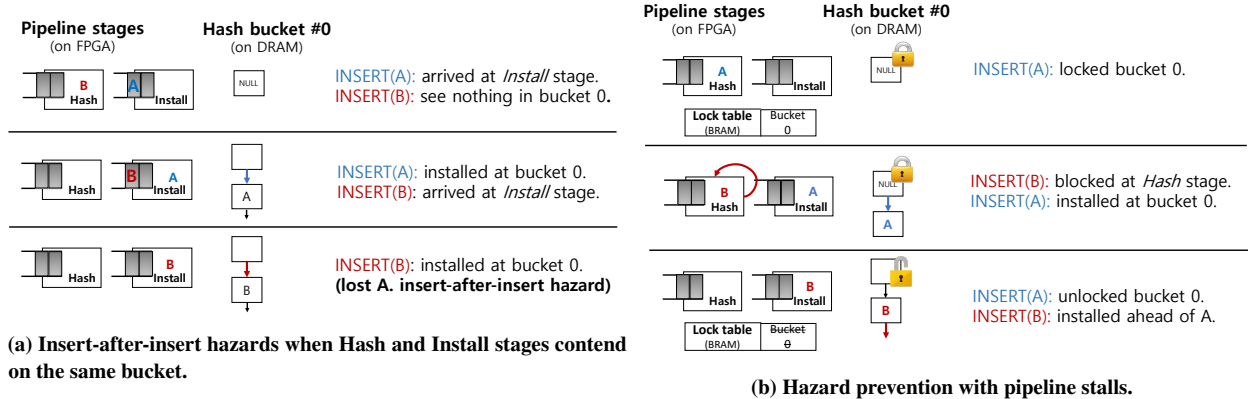 Pipeline stages
(on FPGA)
Hash bucket #0
(on DRAM)
B
Hash
A
Install
NULL
INSERT(A): arrived at Install stage.
INSERT(B): see nothing in bucket 0.
Hash
B
A
Install
A
INSERT(A): installed at bucket 0.
INSERT(B): arrived at Install stage.
Hash
B
Install
B
INSERT(B): installed at bucket 0.
(lost A. insert-after-insert hazard)
(a) Insert-after-insert hazards when Hash and Install stages contend
on the same bucket.
Pipeline stages
(on FPGA)
Hash bucket #0
(on DRAM)
A
Hash
Install
NULL
INSERT(A): locked bucket 0.
Lock table
(BRAM)
Bucket
0
B
Hash
A
Install
NULL
A
INSERT(B): blocked at Hash stage.
INSERT(A): installed at bucket 0.
Hash
B
Install
B
INSERT(A): unlocked bucket 0.
INSERT(B): installed ahead of A.
Lock table
(BRAM)
Bucket
0
(b) Hazard prevention with pipeline stalls.